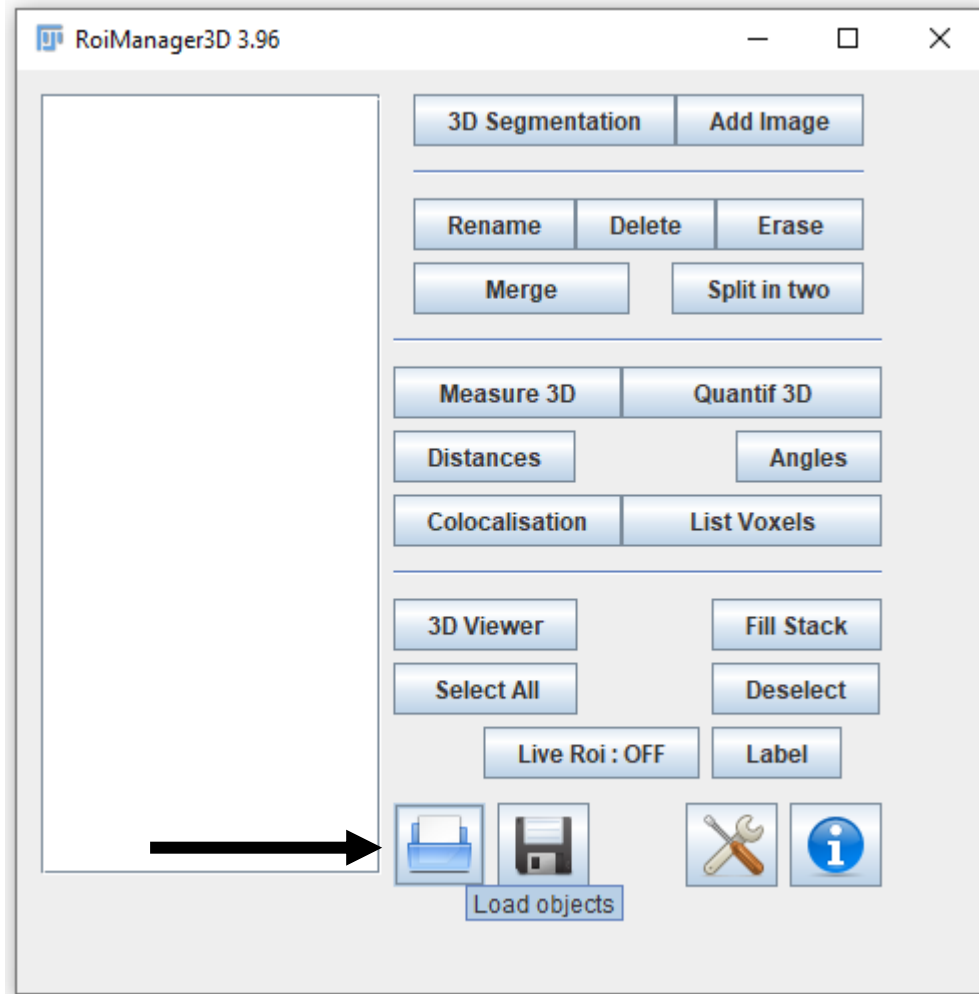 RoiManager3D 3.96
3D Segmentation Add Image
Rename Delete Erase
Merge Split in two
Measure 3D Quantif 3D
Distances Angles
Colocalisation List Voxels
3D Viewer Fill Stack
Select All Deselect
Live Roi : OFF Label
Load objects